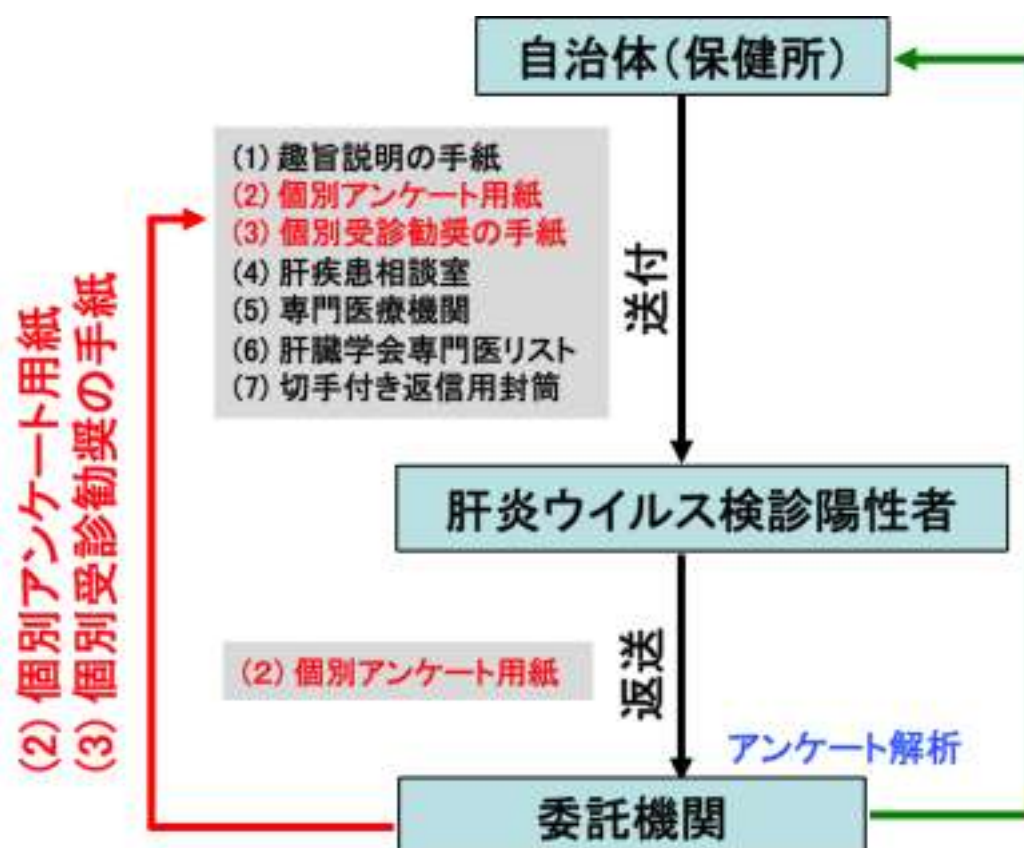 自治体(保健所)
(1) 趣旨説明の手紙
(2) 個別アンケート用紙
(3) 個別受診勧奨の手紙
(4) 肝疾患相談室
(5) 専門医療機関
(6) 肝臓学会専門医リスト
(7) 切手付き返信用封筒
送付
(2) 個別アンケート用紙
(3) 個別受診勧奨の手紙
肝炎ウイルス検診陽性者
(2) 個別アンケート用紙
返送
アンケート解析
委託機関